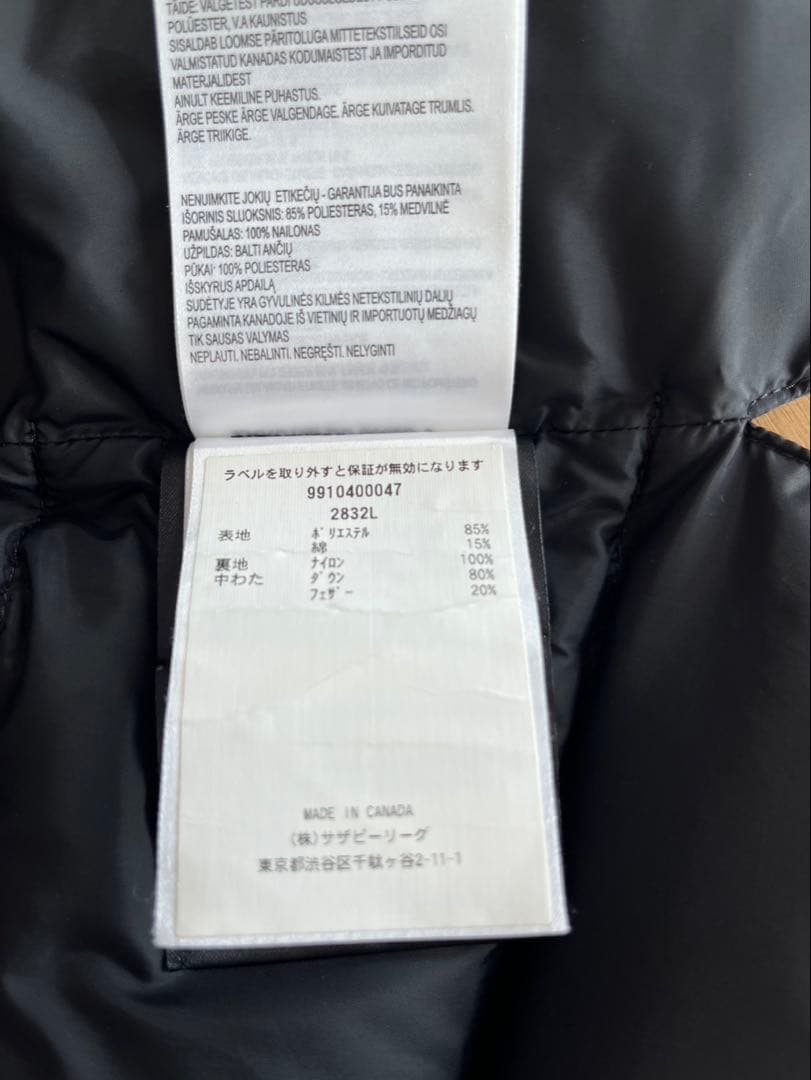 TÄIDE: VALGETEST PARDI
POLÜESTER, V.A KAUNISTUS
SISALDAB LOOMSE PÄRITOLUGA MITTETEKSTIILSEID OSI
VALMISTATUD KANADAS KODUMAISTEST JA IMPORDITUD
MATERJALIDEST
AINULT KEEMILINE PUHASTUS.
ÄRGE PESKE ÄRGE VALGENDAGE. ÄRGE KUIVATAGE TRUMLIS.
ÄRGE TRIIKIGE.
NENUIMKITE JOKIŲ ETIKEČIŲ - GARANTIJA BUS PANAIKINTA
IŠORINIS SLUOKSNIS: 85% POLIESTERAS, 15% MEDVILNĖ
PAMUŠALAS: 100% NAILONAS
UŽPILDAS: BALTI ANČIŲ
PŪKAI: 100% POLIESTERAS
IŠSKYRUS APDAILĄ
SUDĖTYJE YRA GYVULINĖS KILMĖS NETEKSTILINIŲ DALIŲ
PAGAMINTA KANADOJE IŠ VIETINIŲ IR IMPORTUOTŲ MEDŽIAGŲ
TIK SAUSAS VALYMAS
NEPLAUTI. NEBALINTI. NEGRĘŠTI. NELYGINTI
ラベルを取り外すと保証が無効になります
9910400047
2832L
表地 ﾎﾟﾘｴｽﾃﾙ 85%
綿 15%
裏地 ﾅｲﾛﾝ 100%
中わた ﾀﾞｳﾝ 80%
ﾌｪｻﾞｰ 20%
MADE IN CANADA
(株)サザビーリーグ
東京都渋谷区千駄ヶ谷2-11-1